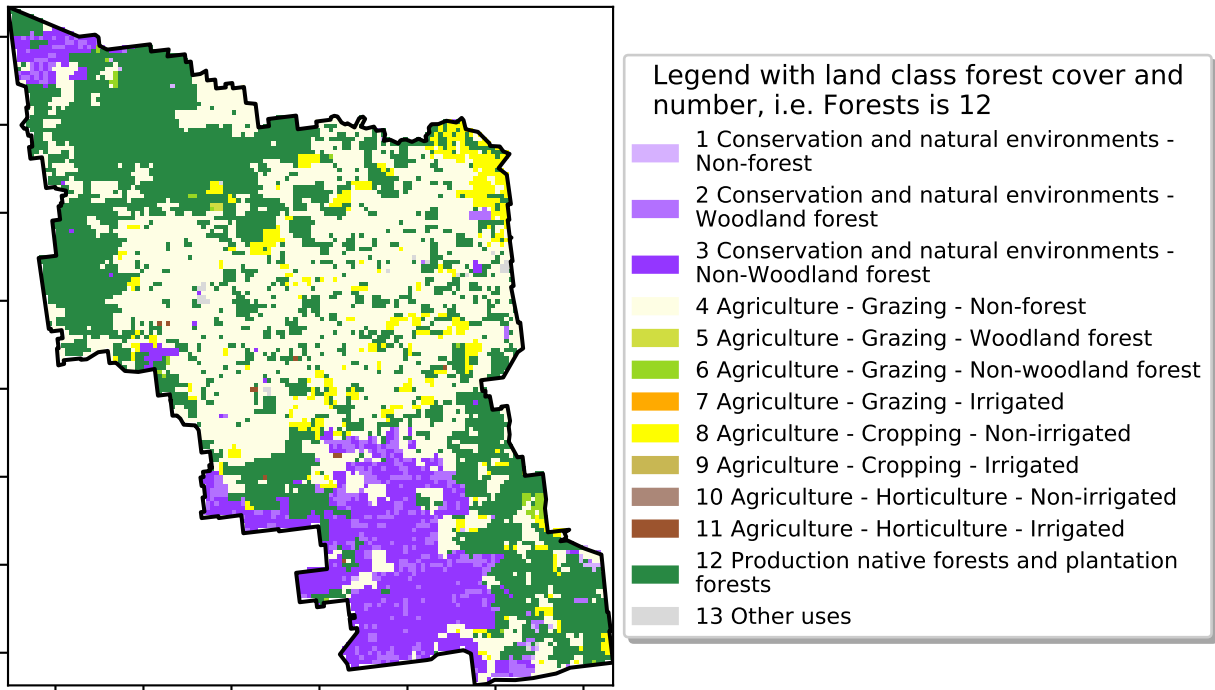 Legend with land class forest cover and
number, i.e. Forests is 12
1 Conservation and natural environments -
Non-forest
2 Conservation and natural environments -
Woodland forest
3 Conservation and natural environments -
Non-Woodland forest
4 Agriculture - Grazing - Non-forest
5 Agriculture - Grazing - Woodland forest
6 Agriculture - Grazing - Non-woodland forest
7 Agriculture - Grazing - Irrigated
8 Agriculture - Cropping - Non-irrigated
9 Agriculture - Cropping - Irrigated
10 Agriculture - Horticulture - Non-irrigated
11 Agriculture - Horticulture - Irrigated
12 Production native forests and plantation
forests
13 Other uses